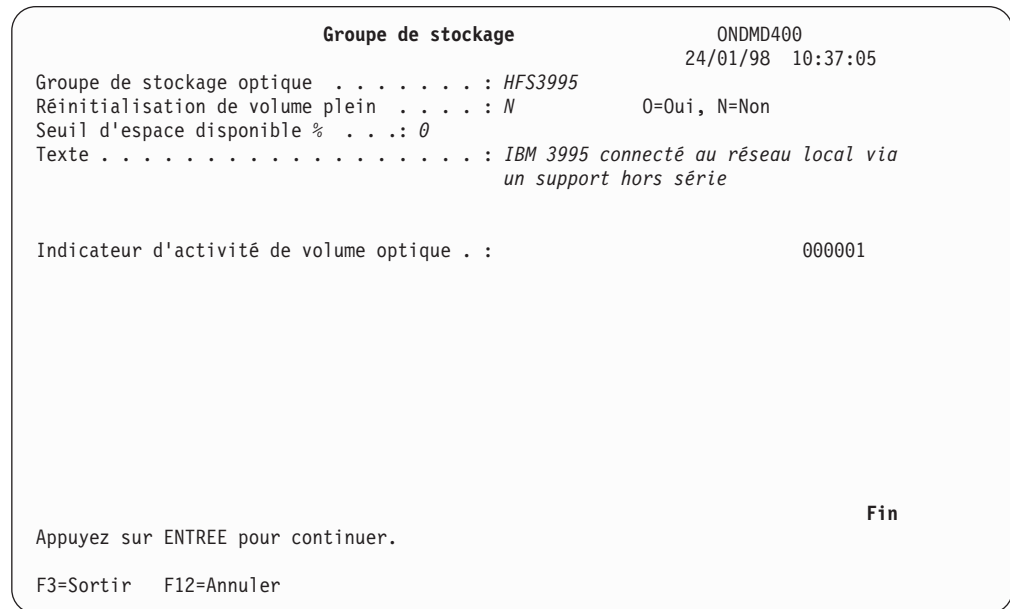 Groupe de stockage ONDMD400
24/01/98 10:37:05
Groupe de stockage optique . . . . . . . : HFS3995
Réinitialisation de volume plein . . . . : N O=Oui, N=Non
Seuil d'espace disponible % . . .: 0
Texte . . . . . . . . . . . . . . . . . : IBM 3995 connecté au réseau local via
un support hors série
Indicateur d'activité de volume optique . : 000001
Fin
Appuyez sur ENTREE pour continuer.
F3=Sortir F12=Annuler